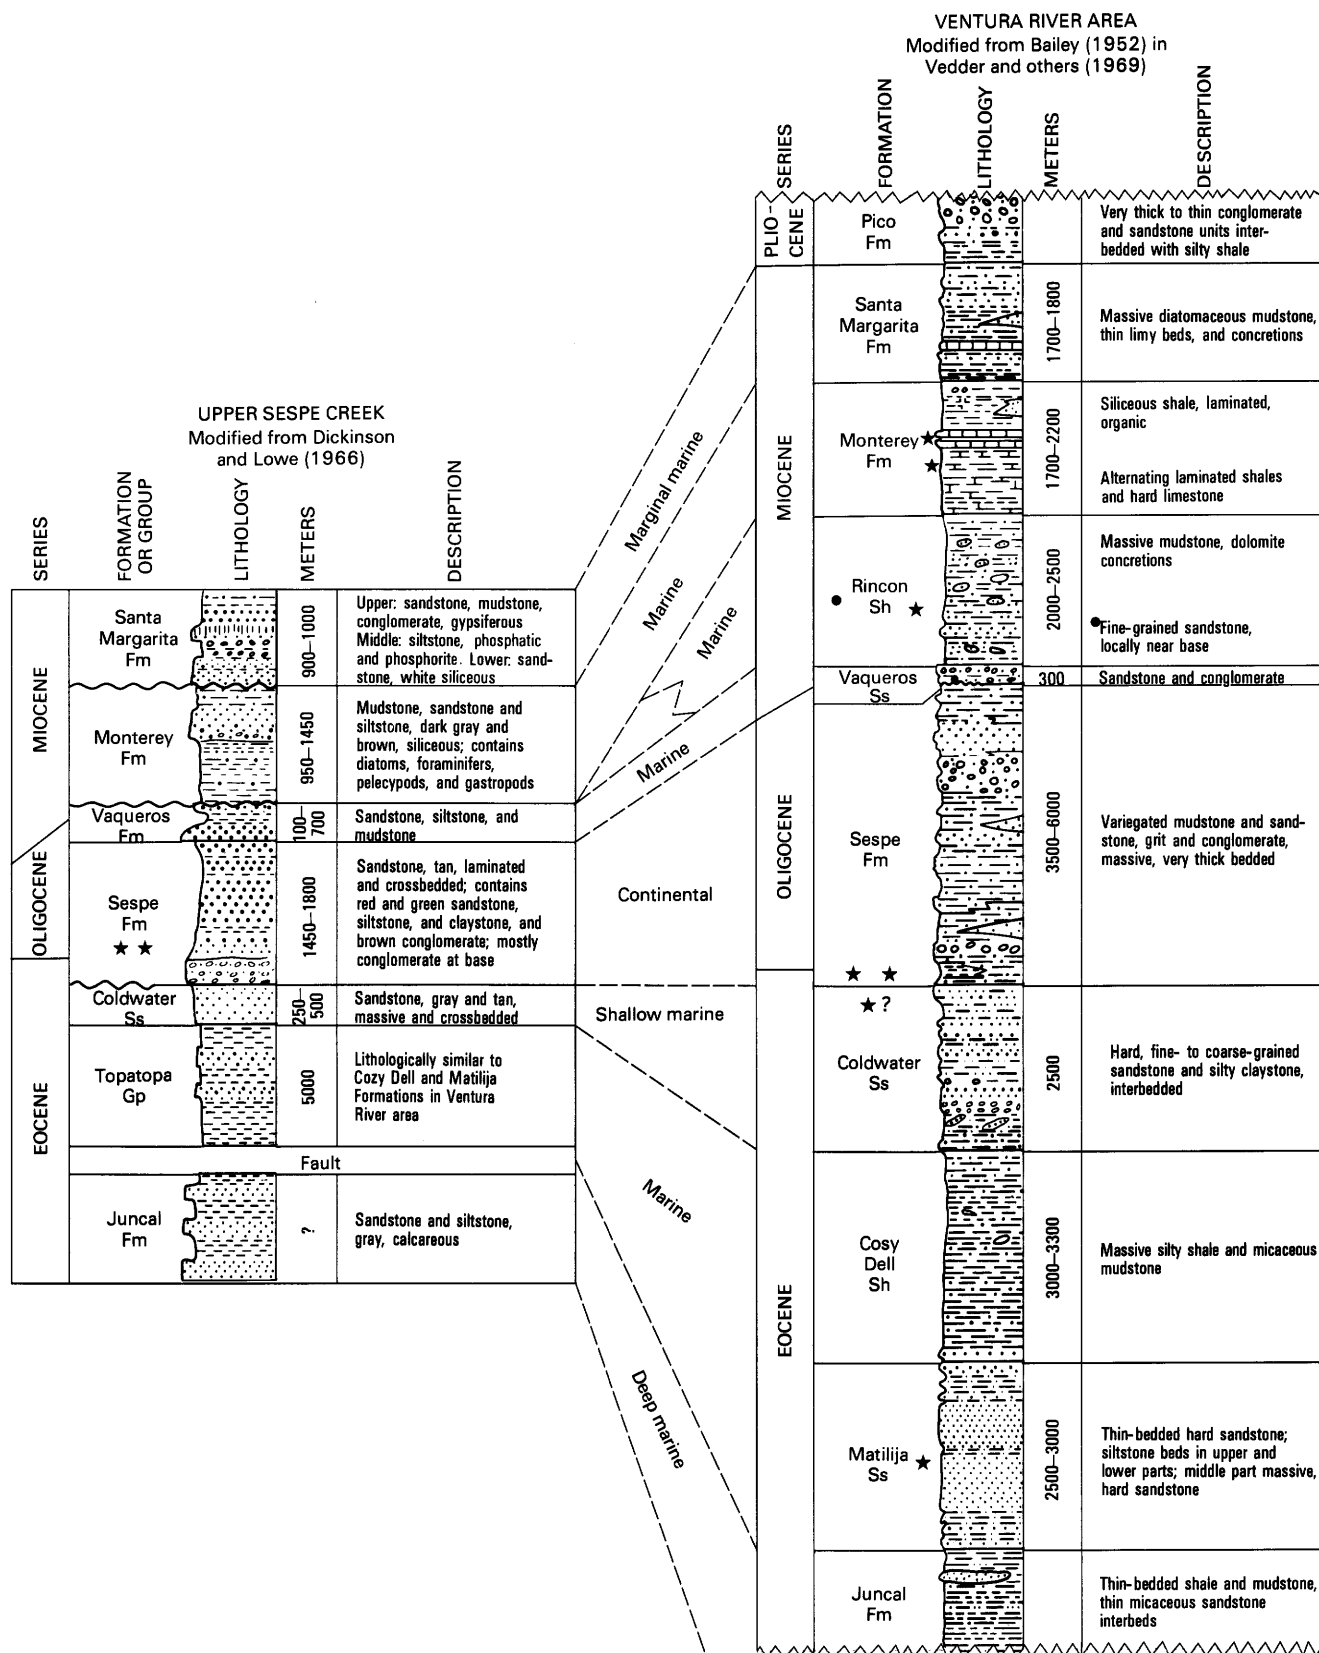 VENTURA RIVER AREA
Modified from Bailey (1952) in
Vedder and others (1969)
SERIES
FORMATION
LITHOLOGY
METERS
DESCRIPTION
PLIO-
CENE
Pico
Fm
Very thick to thin conglomerate
and sandstone units inter-
bedded with silty shale
MIOCENE
Santa
Margarita
Fm
1700–1800
Massive diatomaceous mudstone,
thin limy beds, and concretions
Monterey
Fm
1700–2200
Siliceous shale, laminated,
organic
Alternating laminated shales
and hard limestone
Rincon
Sh
2000–2500
Massive mudstone, dolomite
concretions
Fine-grained sandstone,
locally near base
Vaqueros
Ss
300
Sandstone and conglomerate
OLIGOCENE
Sespe
Fm
3500–6000
Variegated mudstone and sand-
stone, grit and conglomerate,
massive, very thick bedded
EOCENE
?
Coldwater
Ss
2500
Hard, fine- to coarse-grained
sandstone and silty claystone,
interbedded
Cosy
Dell
Sh
3000–3300
Massive silty shale and micaceous
mudstone
Matilija
Ss
2500–3000
Thin-bedded hard sandstone;
siltstone beds in upper and
lower parts; middle part massive,
hard sandstone
Juncal
Fm
Thin-bedded shale and mudstone,
thin micaceous sandstone
interbeds
UPPER SESPE CREEK
Modified from Dickinson
and Lowe (1966)
SERIES
FORMATION
OR GROUP
LITHOLOGY
METERS
DESCRIPTION
MIOCENE
Santa
Margarita
Fm
900–1000
Upper: sandstone, mudstone,
conglomerate, gypsiferous
Middle: siltstone, phosphatic
and phosphorite. Lower: sand-
stone, white siliceous
Monterey
Fm
950–1450
Mudstone, sandstone and
siltstone, dark gray and
brown, siliceous; contains
diatoms, foraminifers,
pelecypods, and gastropods
Vaqueros
Fm
100–
700
Sandstone, siltstone, and
mudstone
OLIGOCENE
Sespe
Fm
1450–1800
Sandstone, tan, laminated
and crossbedded; contains
red and green sandstone,
siltstone, and claystone, and
brown conglomerate; mostly
conglomerate at base
EOCENE
Coldwater
Ss
250–
500
Sandstone, gray and tan,
massive and crossbedded
Topatopa
Gp
5000
Lithologically similar to
Cozy Dell and Matilija
Formations in Ventura
River area
Fault
Juncal
Fm
?
Sandstone and siltstone,
gray, calcareous
Marginal marine
Marine
Marine
Marine
Continental
Shallow marine
Marine
Deep marine